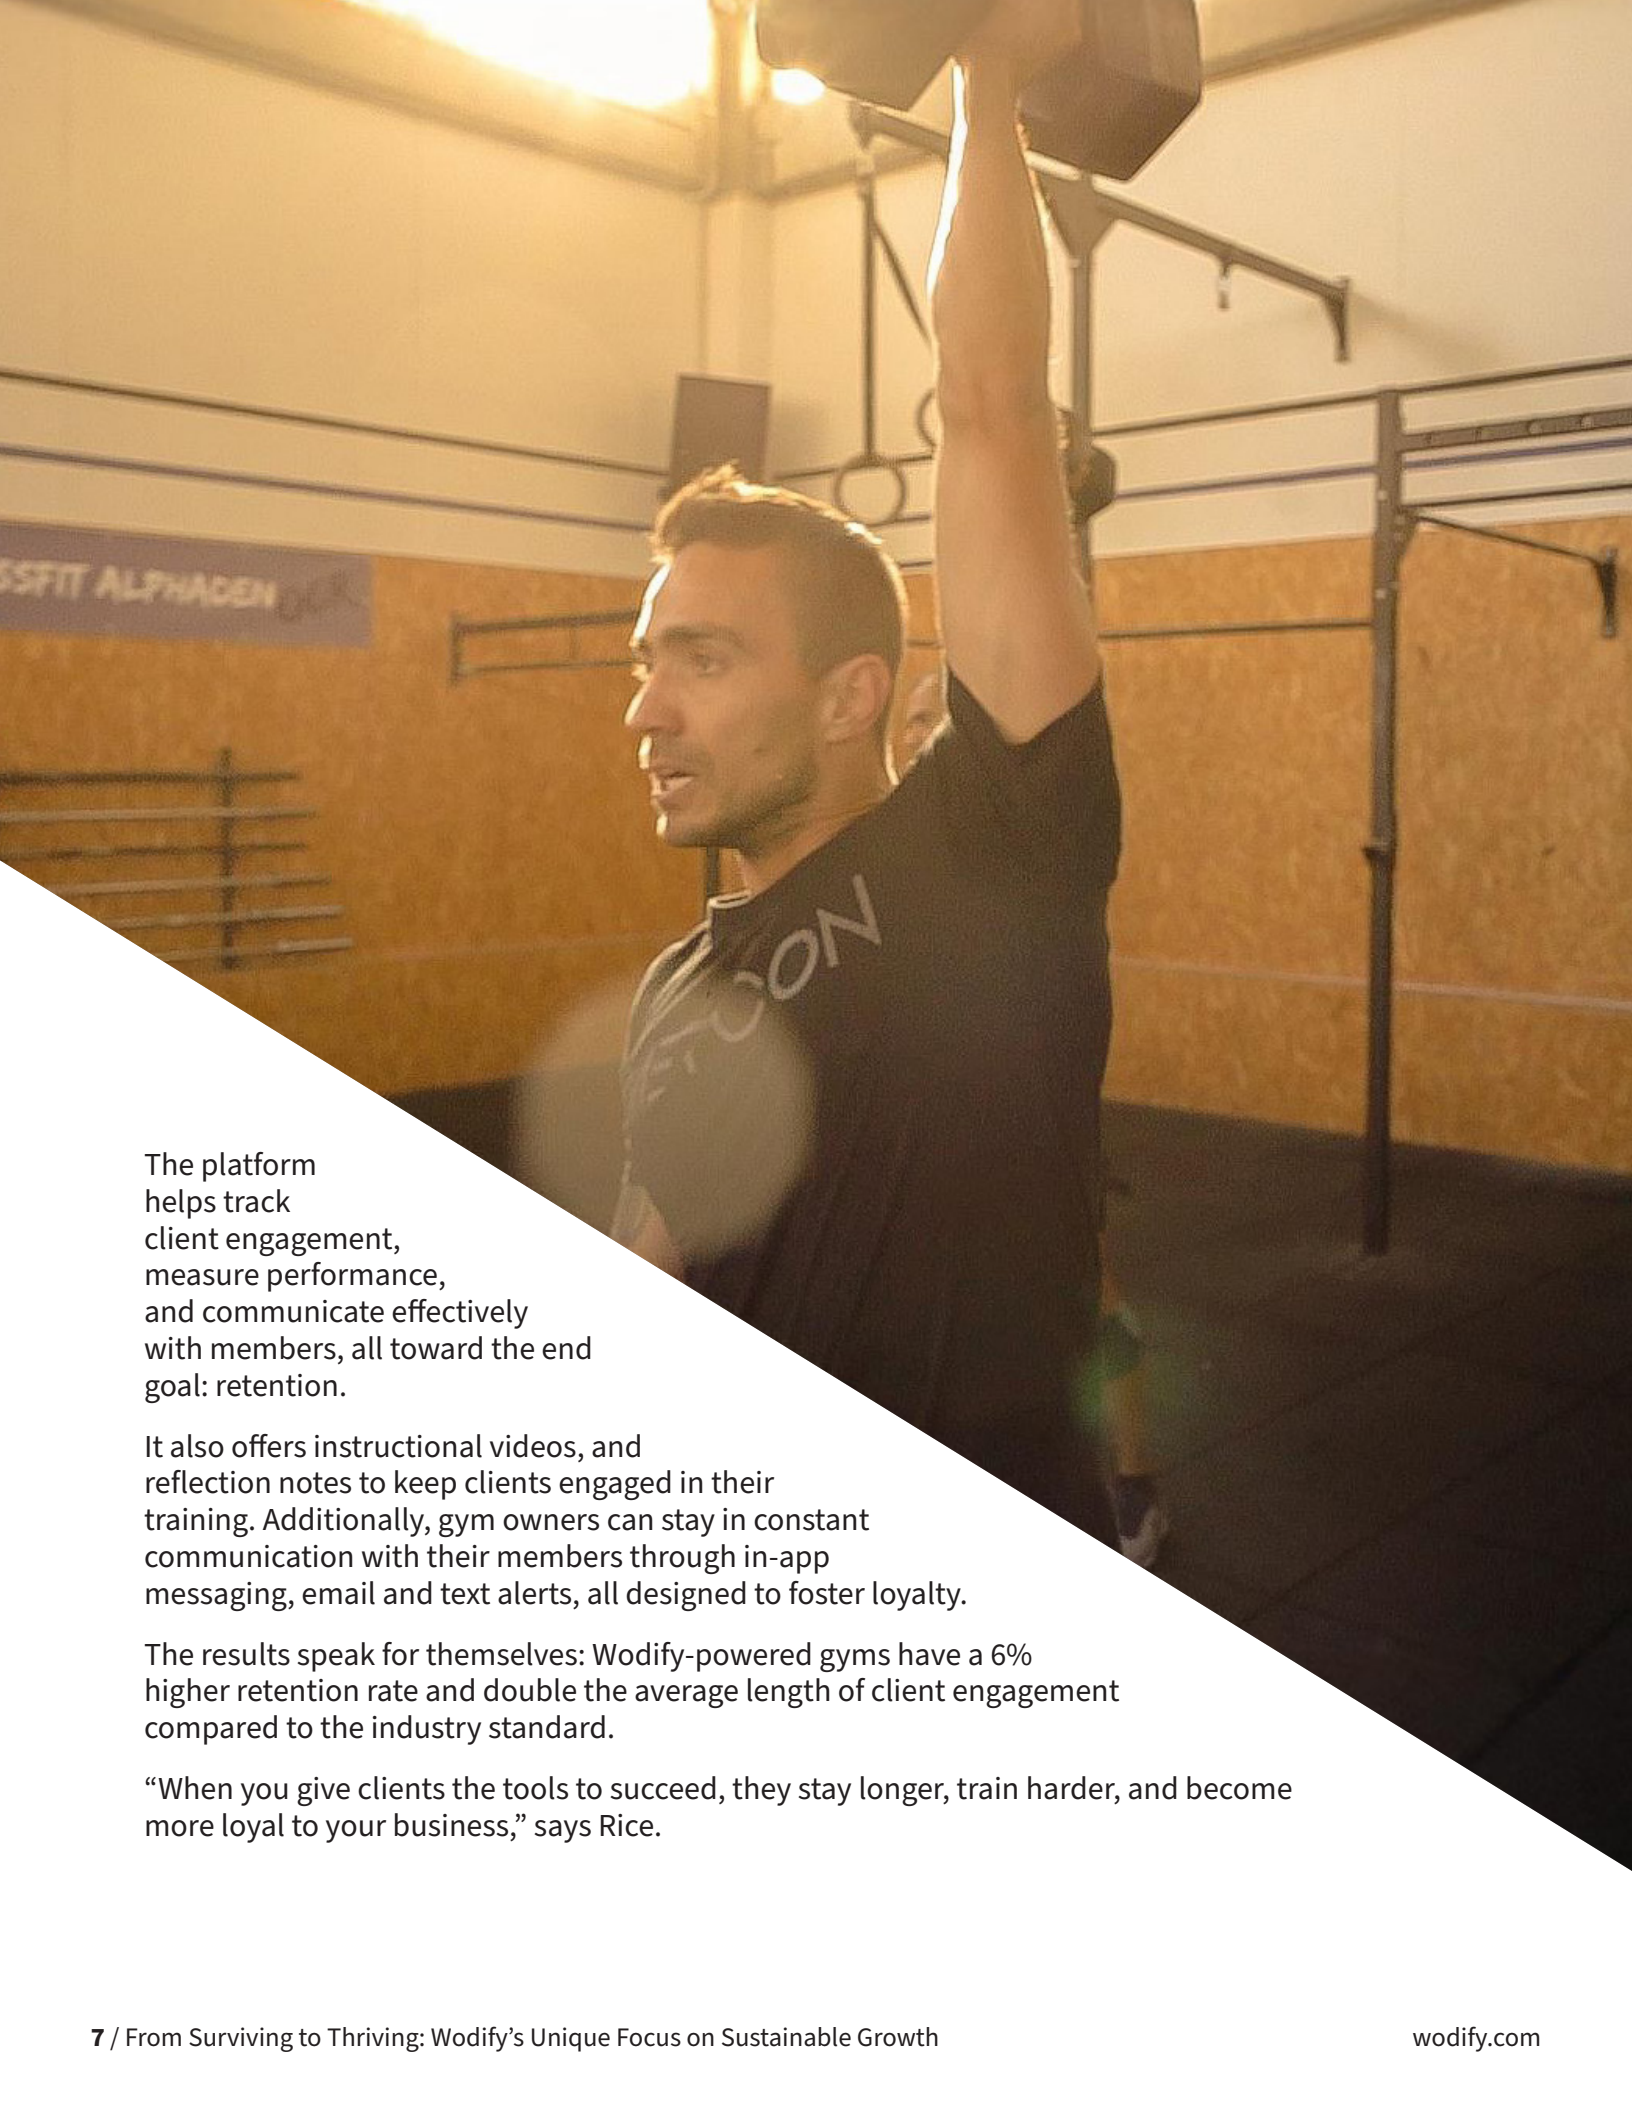 SSFIT ALPHADEN
CON
The platform
helps track
client engagement,
measure performance,
and communicate effectively
with members, all toward the end
goal: retention.
It also offers instructional videos, and
reflection notes to keep clients engaged in their
training. Additionally, gym owners can stay in constant
communication with their members through in-app
messaging, email and text alerts, all designed to foster loyalty.
The results speak for themselves: Wodify-powered gyms have a 6%
higher retention rate and double the average length of client engagement
compared to the industry standard.
“When you give clients the tools to succeed, they stay longer, train harder, and become
more loyal to your business,” says Rice.
7 / From Surviving to Thriving: Wodify’s Unique Focus on Sustainable Growth
wodify.com